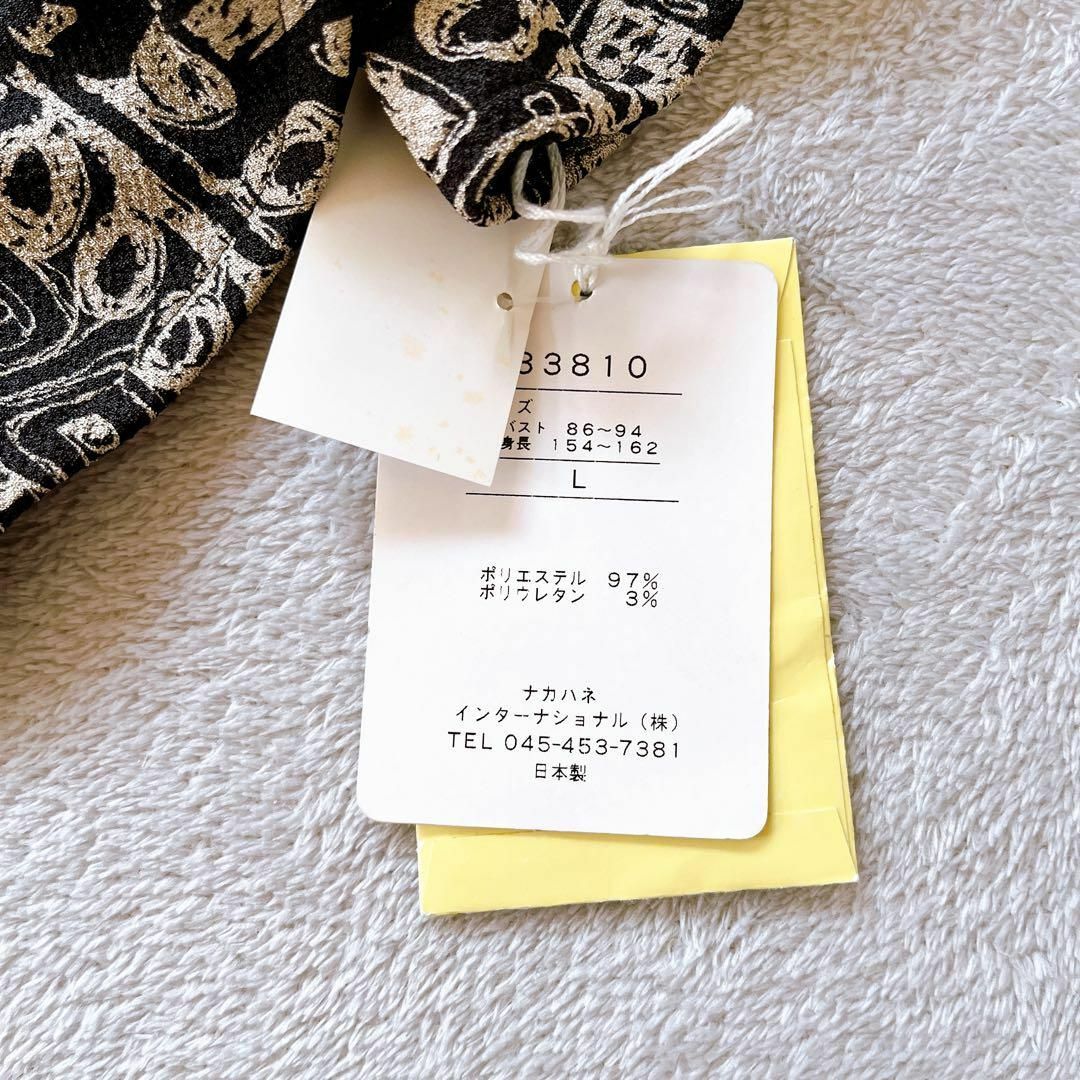 33810
ズ
バスト 86〜94
身長 154〜162
L
ポリエステル 97%
ポリウレタン 3%
ナカハネ
インターナショナル(株)
TEL 045-453-7381
日本製